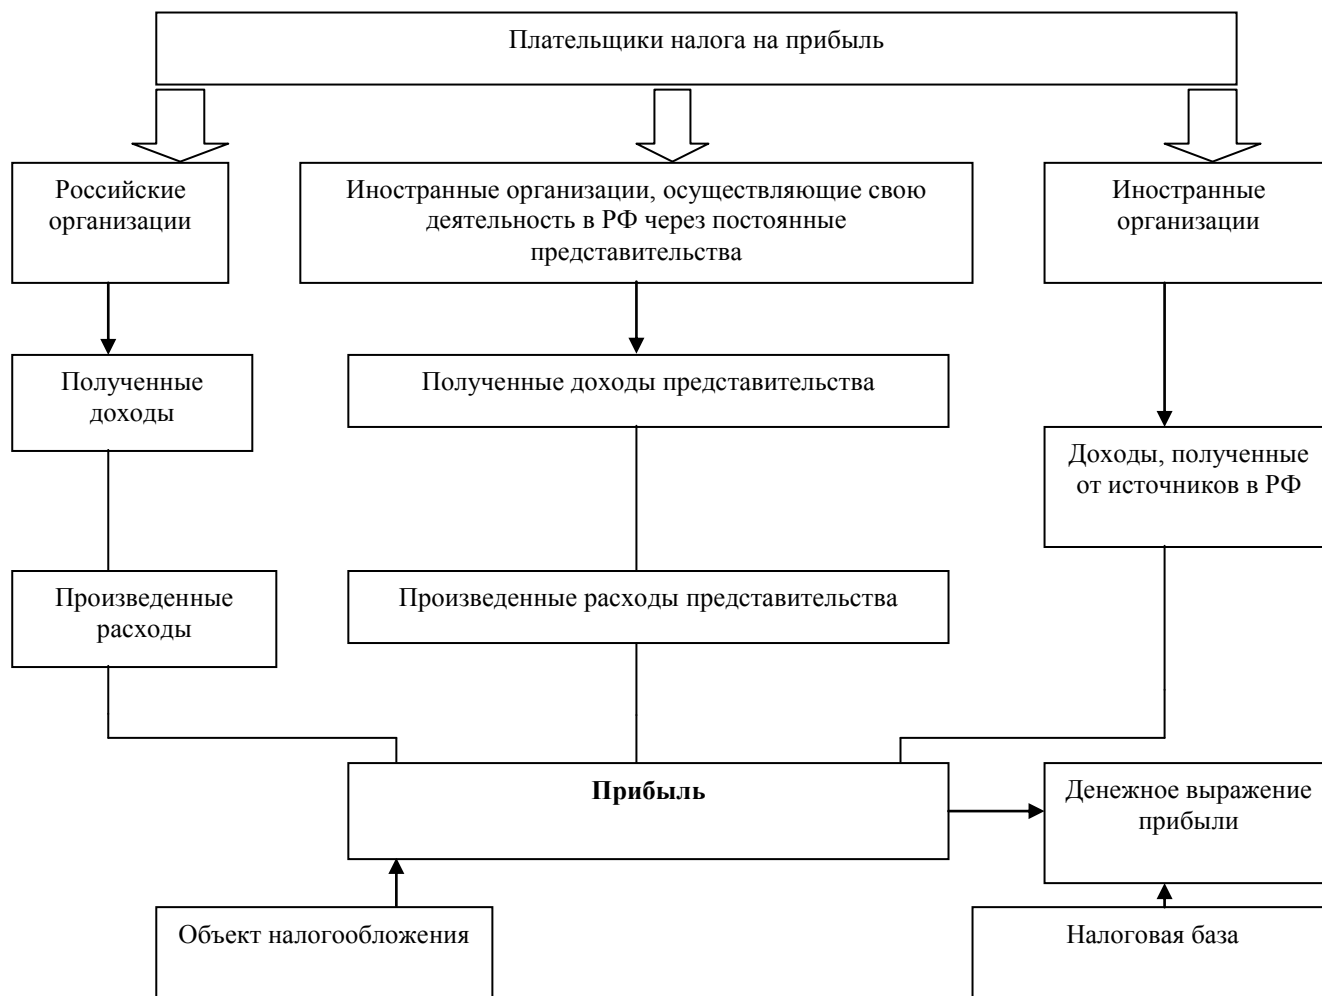 Плательщики налога на прибыль
Российские
организации
Иностранные организации, осуществляющие свою
деятельность в РФ через постоянные
представительства
Иностранные
организации
Полученные
доходы
Полученные доходы представительства
Доходы, полученные
от источников в РФ
Произведенные
расходы
Произведенные расходы представительства
Прибыль
Денежное выражение
прибыли
Объект налогообложения
Налоговая база